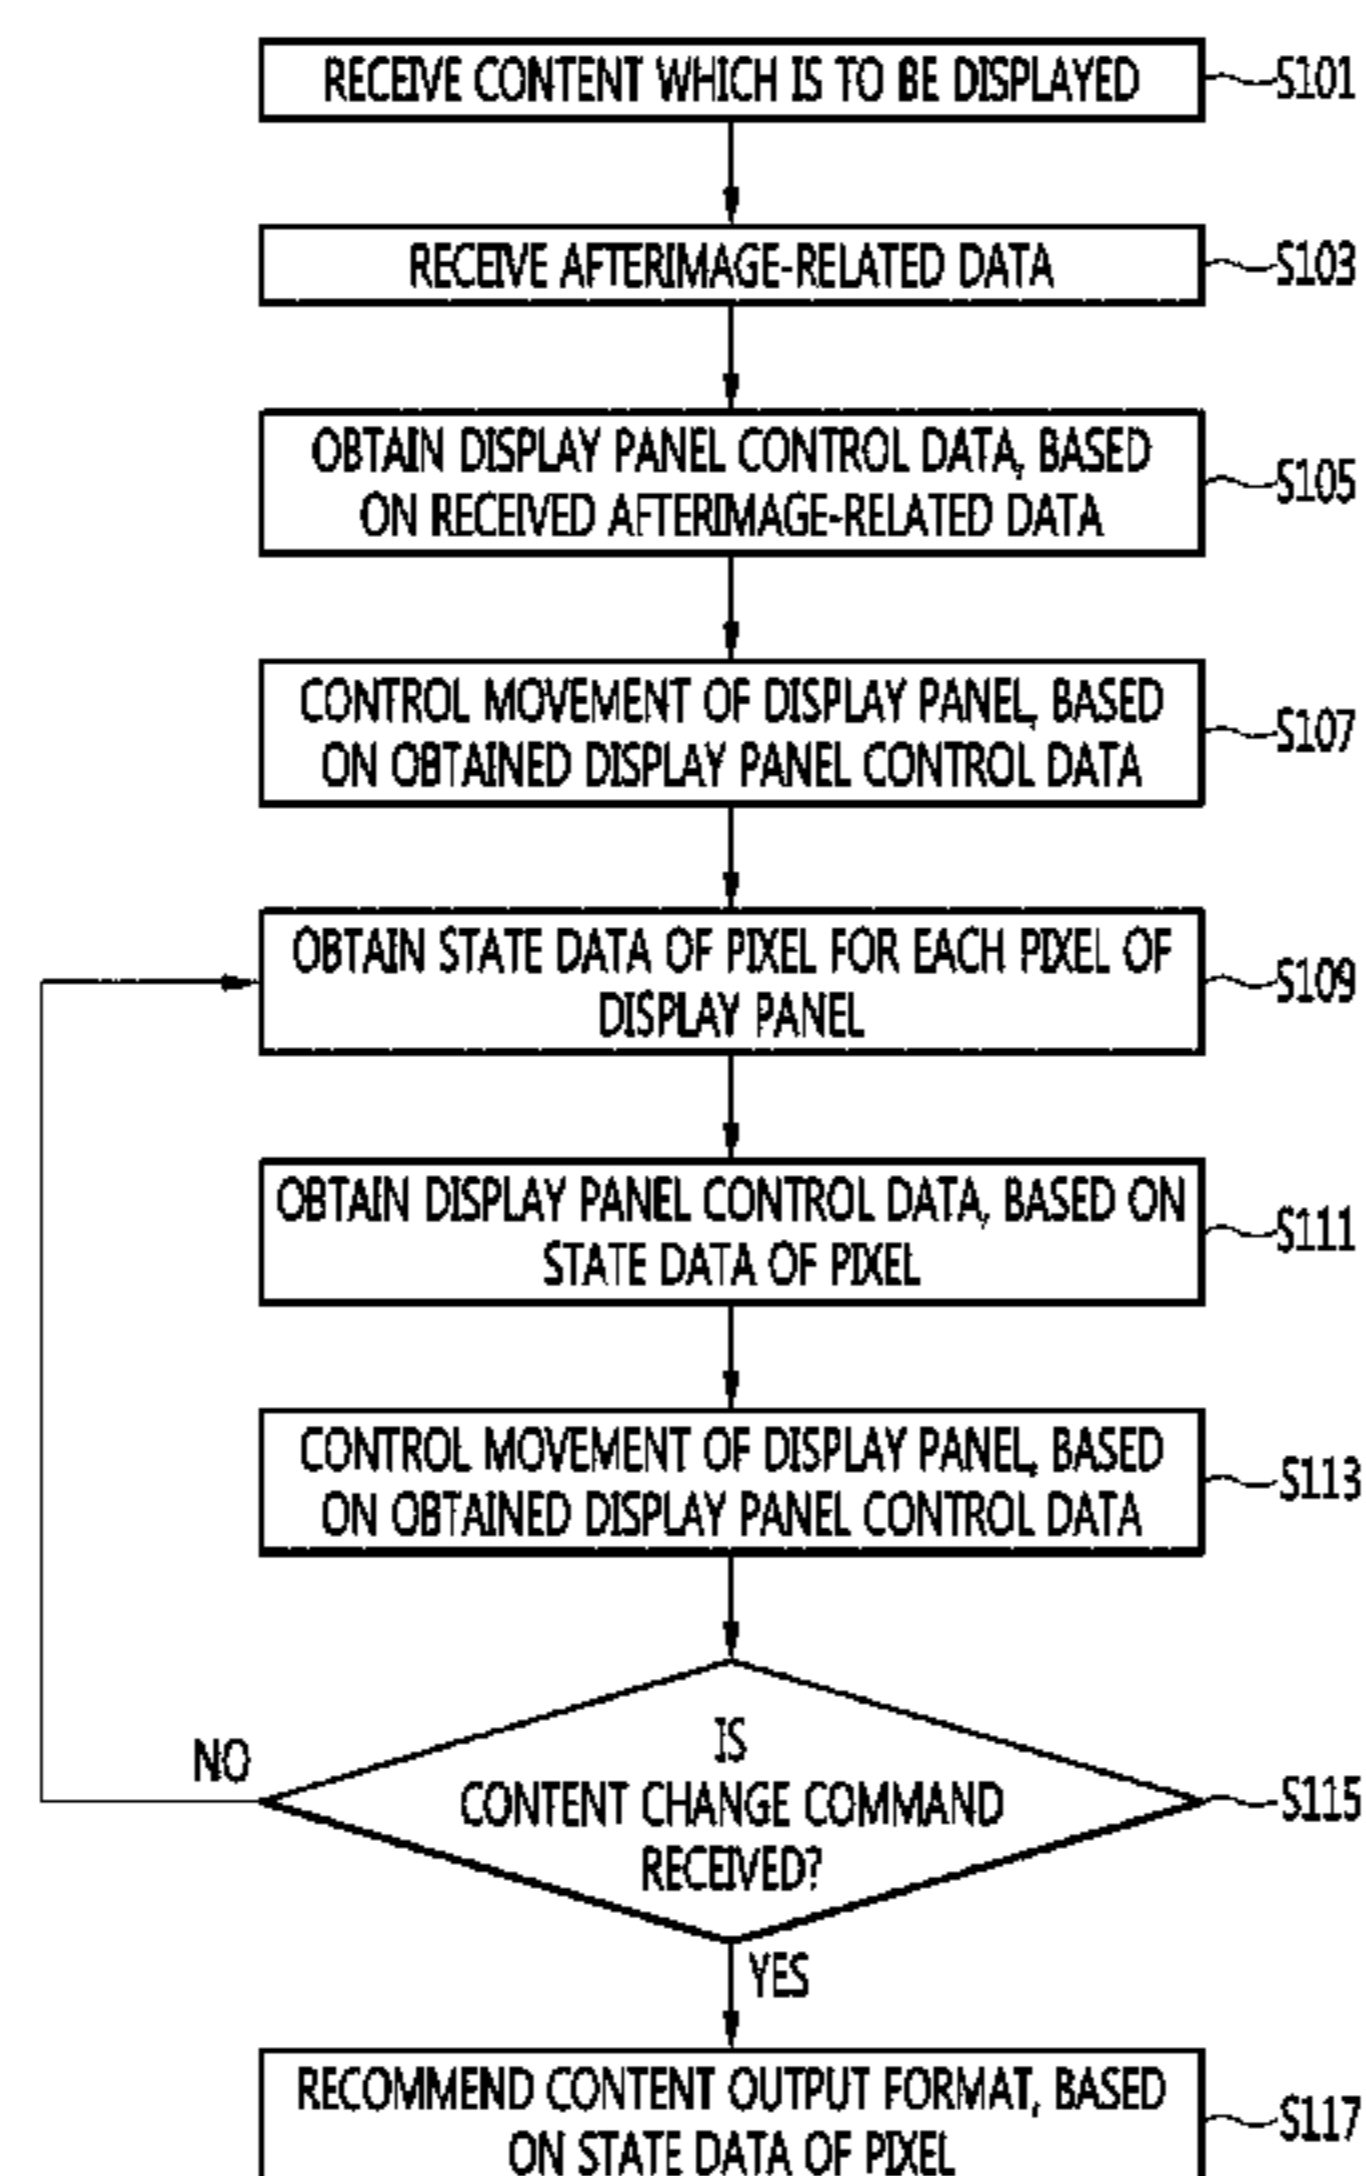 RECEIVE CONTENT WHICH IS TO BE DISPLAYED
S101
RECEIVE AFTERIMAGE-RELATED DATA
S103
OBTAIN DISPLAY PANEL CONTROL DATA, BASED
ON RECEIVED AFTERIMAGE-RELATED DATA
S105
CONTROL MOVEMENT OF DISPLAY PANEL, BASED
ON OBTAINED DISPLAY PANEL CONTROL DATA
S107
OBTAIN STATE DATA OF PIXEL FOR EACH PIXEL OF
DISPLAY PANEL
S109
OBTAIN DISPLAY PANEL CONTROL DATA, BASED ON
STATE DATA OF PIXEL
S111
CONTROL MOVEMENT OF DISPLAY PANEL, BASED
ON OBTAINED DISPLAY PANEL CONTROL DATA
S113
IS
CONTENT CHANGE COMMAND
RECEIVED?
S115
NO
YES
RECOMMEND CONTENT OUTPUT FORMAT, BASED
ON STATE DATA OF PIXEL
S117